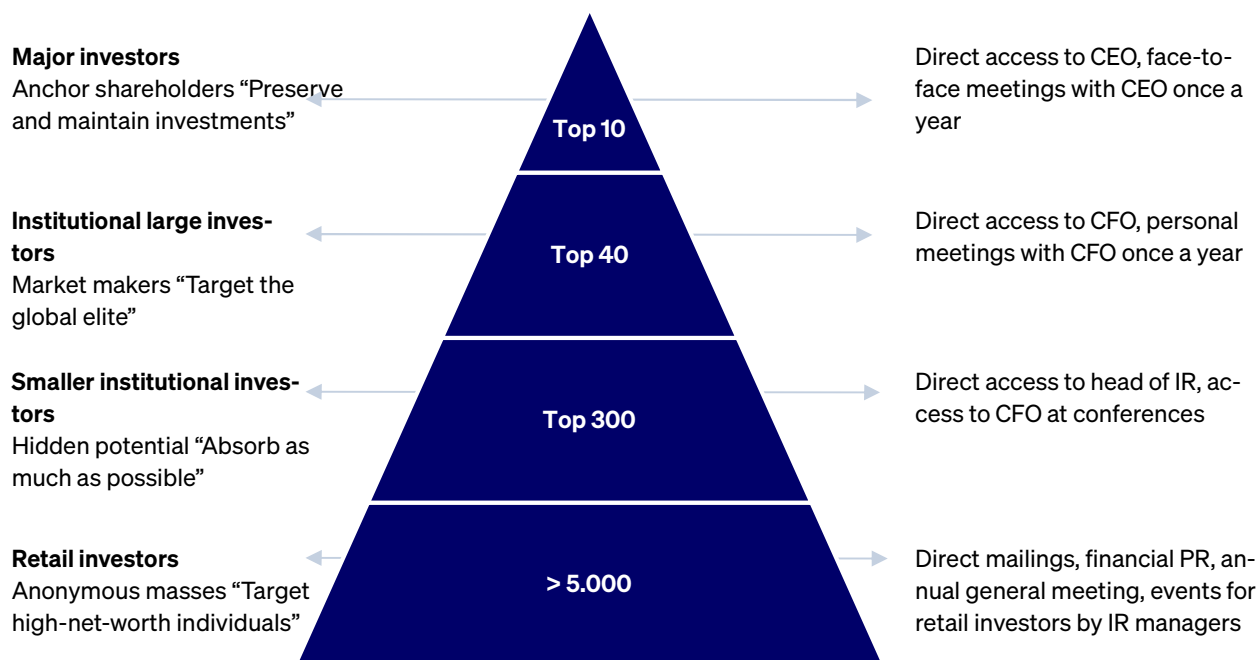 Major investors
Anchor shareholders “Preserve
and maintain investments”
Top 10
Direct access to CEO, face-to-
face meetings with CEO once a
year
Institutional large inves-
tors
Market makers “Target the
global elite”
Top 40
Direct access to CFO, personal
meetings with CFO once a year
Smaller institutional inves-
tors
Hidden potential “Absorb as
much as possible”
Top 300
Direct access to head of IR, ac-
cess to CFO at conferences
Retail investors
Anonymous masses “Target
high-net-worth individuals”
> 5.000
Direct mailings, financial PR, an-
nual general meeting, events for
retail investors by IR managers